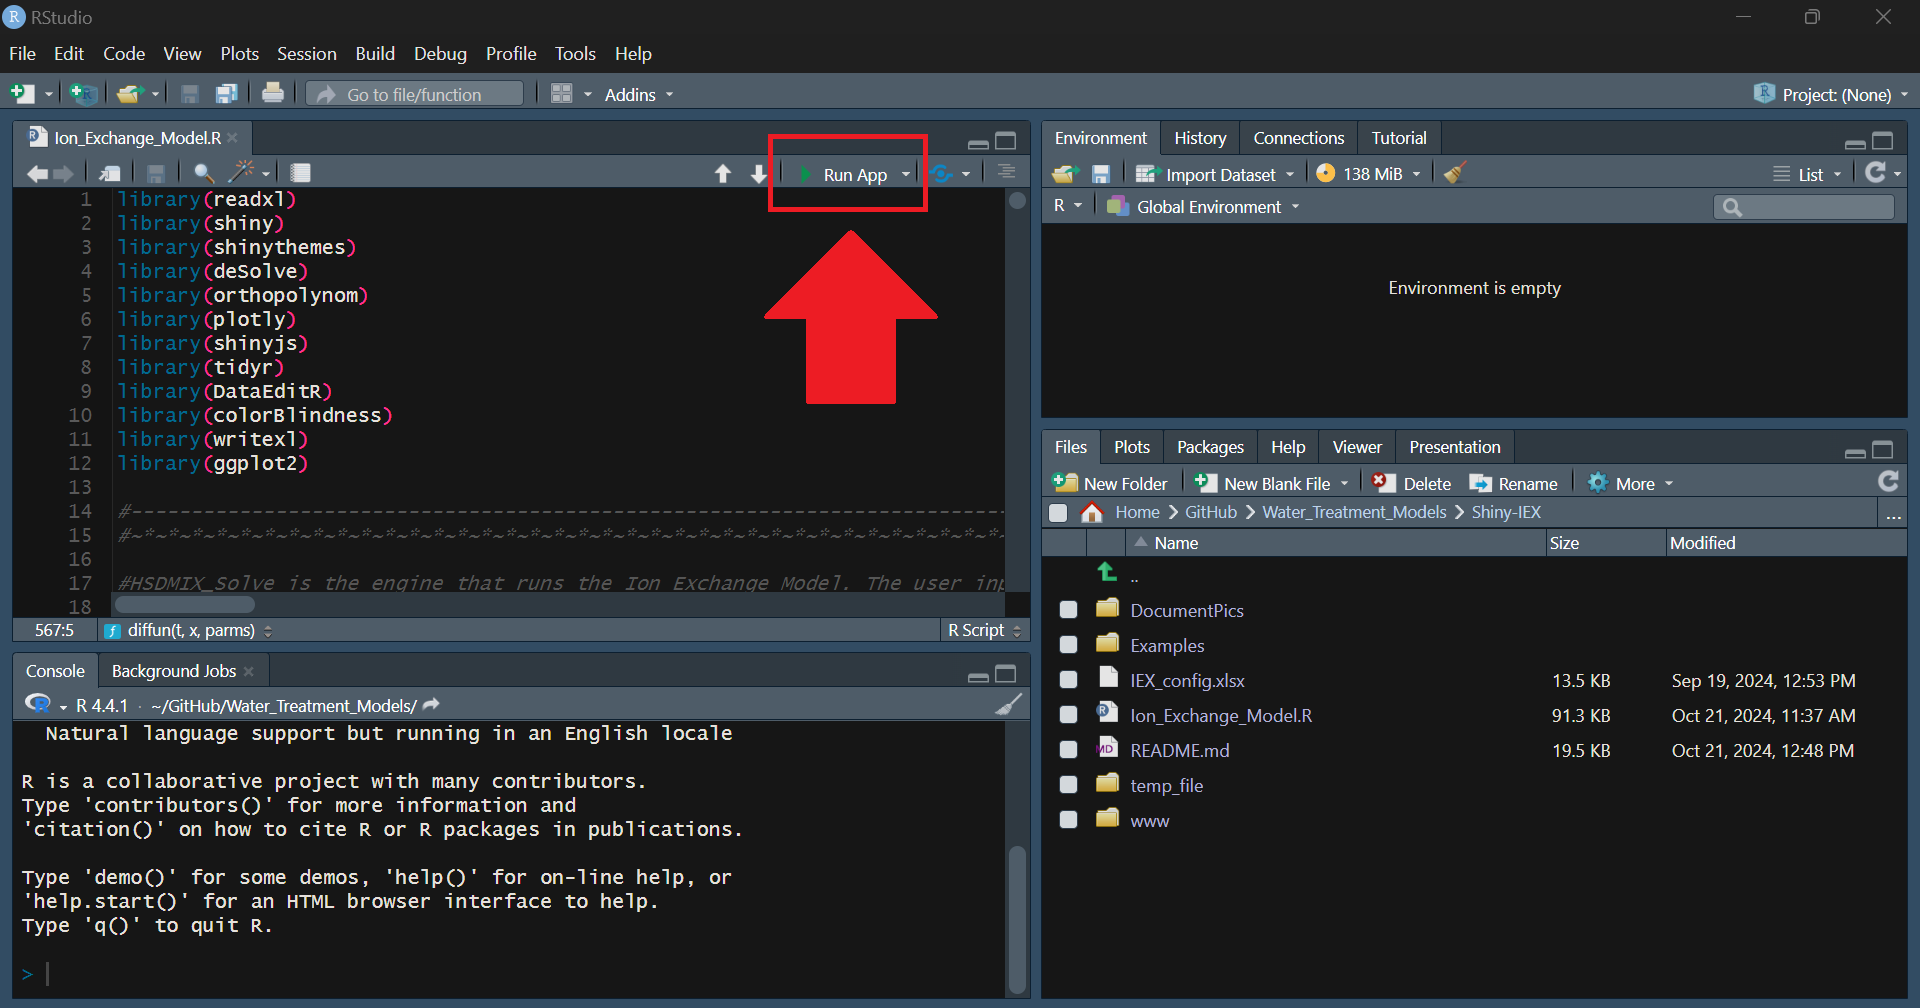 RStudio
File Edit Code View Plots Session Build Debug Profile Tools Help
Go to file/function Addins Project: (None)
Ion_Exchange_Model.R
Run App
1 library(readxl)
2 library(shiny)
3 library(shinythemes)
4 library(deSolve)
5 library(orthopolynom)
6 library(plotly)
7 library(shinyjs)
8 library(tidyr)
9 library(DataEditR)
10 library(colorBlindness)
11 library(writexl)
12 library(ggplot2)
13
14 #--------------------------------------------------------------------------
15 #~*~*~*~*~*~*~*~*~*~*~*~*~*~*~*~*~*~*~*~*~*~*~*~*~*~*~*~*~*~*~*~*~*~*~*~*~
16
17 #HSDMIX_Solve is the engine that runs the Ion Exchange Model. The user inp
18
567:5 diffun(t, x, parms) R Script
Console Background Jobs
R 4.4.1 · ~/GitHub/Water_Treatment_Models/
Natural language support but running in an English locale
R is a collaborative project with many contributors.
Type 'contributors()' for more information and
'citation()' on how to cite R or R packages in publications.
Type 'demo()' for some demos, 'help()' for on-line help, or
'help.start()' for an HTML browser interface to help.
Type 'q()' to quit R.
>
Environment History Connections Tutorial
Import Dataset 138 MiB List
R Global Environment
Environment is empty
Files Plots Packages Help Viewer Presentation
New Folder New Blank File Delete Rename More
Home > GitHub > Water_Treatment_Models > Shiny-IEX ...
Name Size Modified
..
DocumentPics
Examples
IEX_config.xlsx 13.5 KB Sep 19, 2024, 12:53 PM
Ion_Exchange_Model.R 91.3 KB Oct 21, 2024, 11:37 AM
README.md 19.5 KB Oct 21, 2024, 12:48 PM
temp_file
www